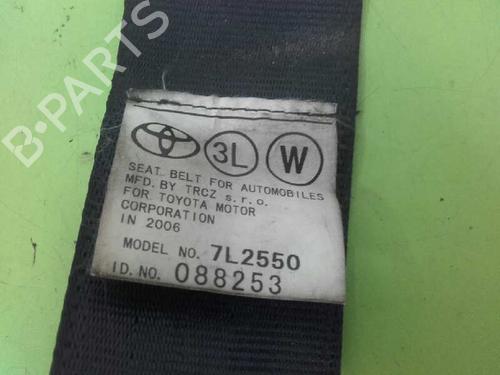 B-PARTS
3L W
SEAT BELT FOR AUTOMOBILES
MFD. BY TRCZ s.r.o.
FOR TOYOTA MOTOR
CORPORATION
IN 2006
MODEL NO. 7L2550
ID. NO. 088253